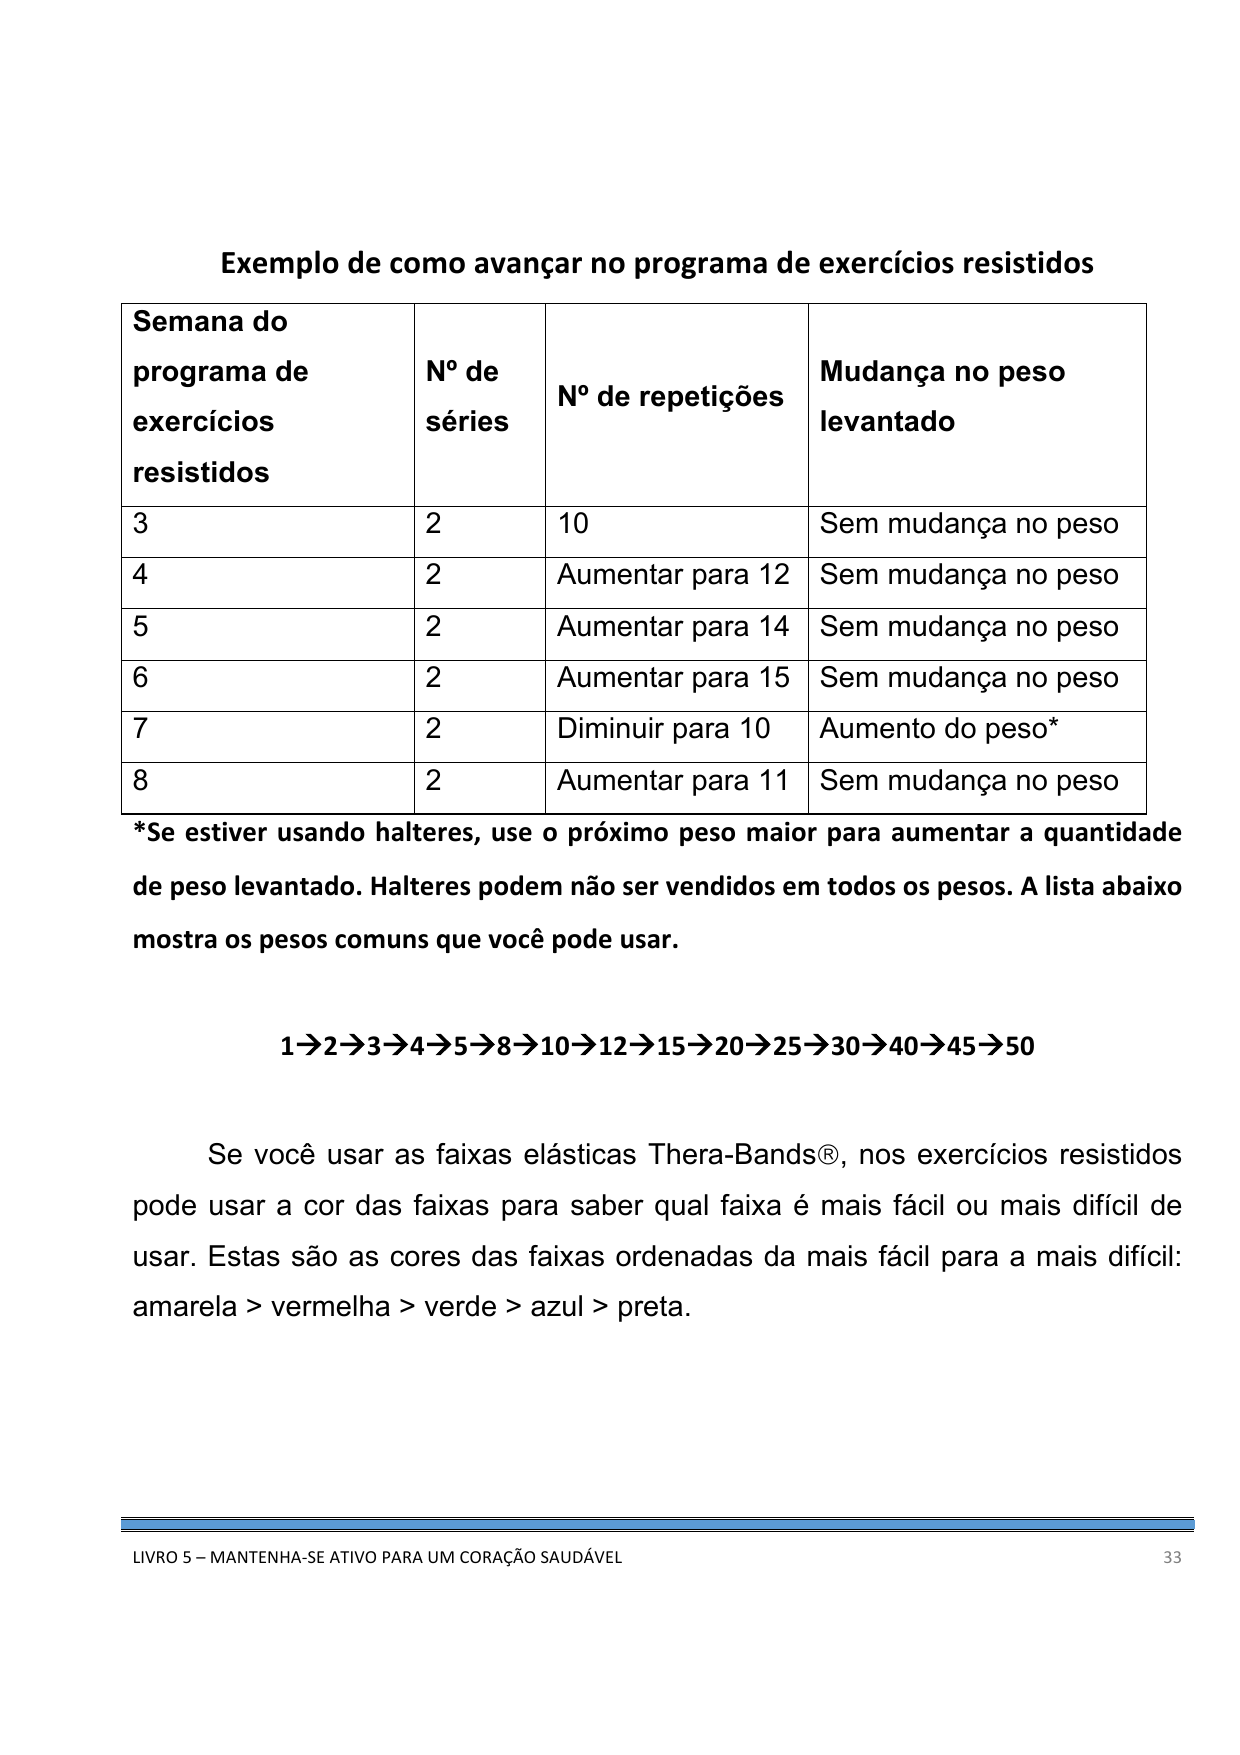 Exemplo de como avançar no programa de exercícios resistidos
Semana do
programa de
exercícios
resistidos
Nº de
séries
Nº de repetições
Mudança no peso
levantado
3 2 10 Sem mudança no peso
4 2 Aumentar para 12 Sem mudança no peso
5 2 Aumentar para 14 Sem mudança no peso
6 2 Aumentar para 15 Sem mudança no peso
7 2 Diminuir para 10 Aumento do peso*
8 2 Aumentar para 11 Sem mudança no peso
*Se estiver usando halteres, use o próximo peso maior para aumentar a quantidade
de peso levantado. Halteres podem não ser vendidos em todos os pesos. A lista abaixo
mostra os pesos comuns que você pode usar.
1→2→3→4→5→8→10→12→15→20→25→30→40→45→50
Se você usar as faixas elásticas Thera-Bands®, nos exercícios resistidos
pode usar a cor das faixas para saber qual faixa é mais fácil ou mais difícil de
usar. Estas são as cores das faixas ordenadas da mais fácil para a mais difícil:
amarela > vermelha > verde > azul > preta.
LIVRO 5 – MANTENHA-SE ATIVO PARA UM CORAÇÃO SAUDÁVEL 33